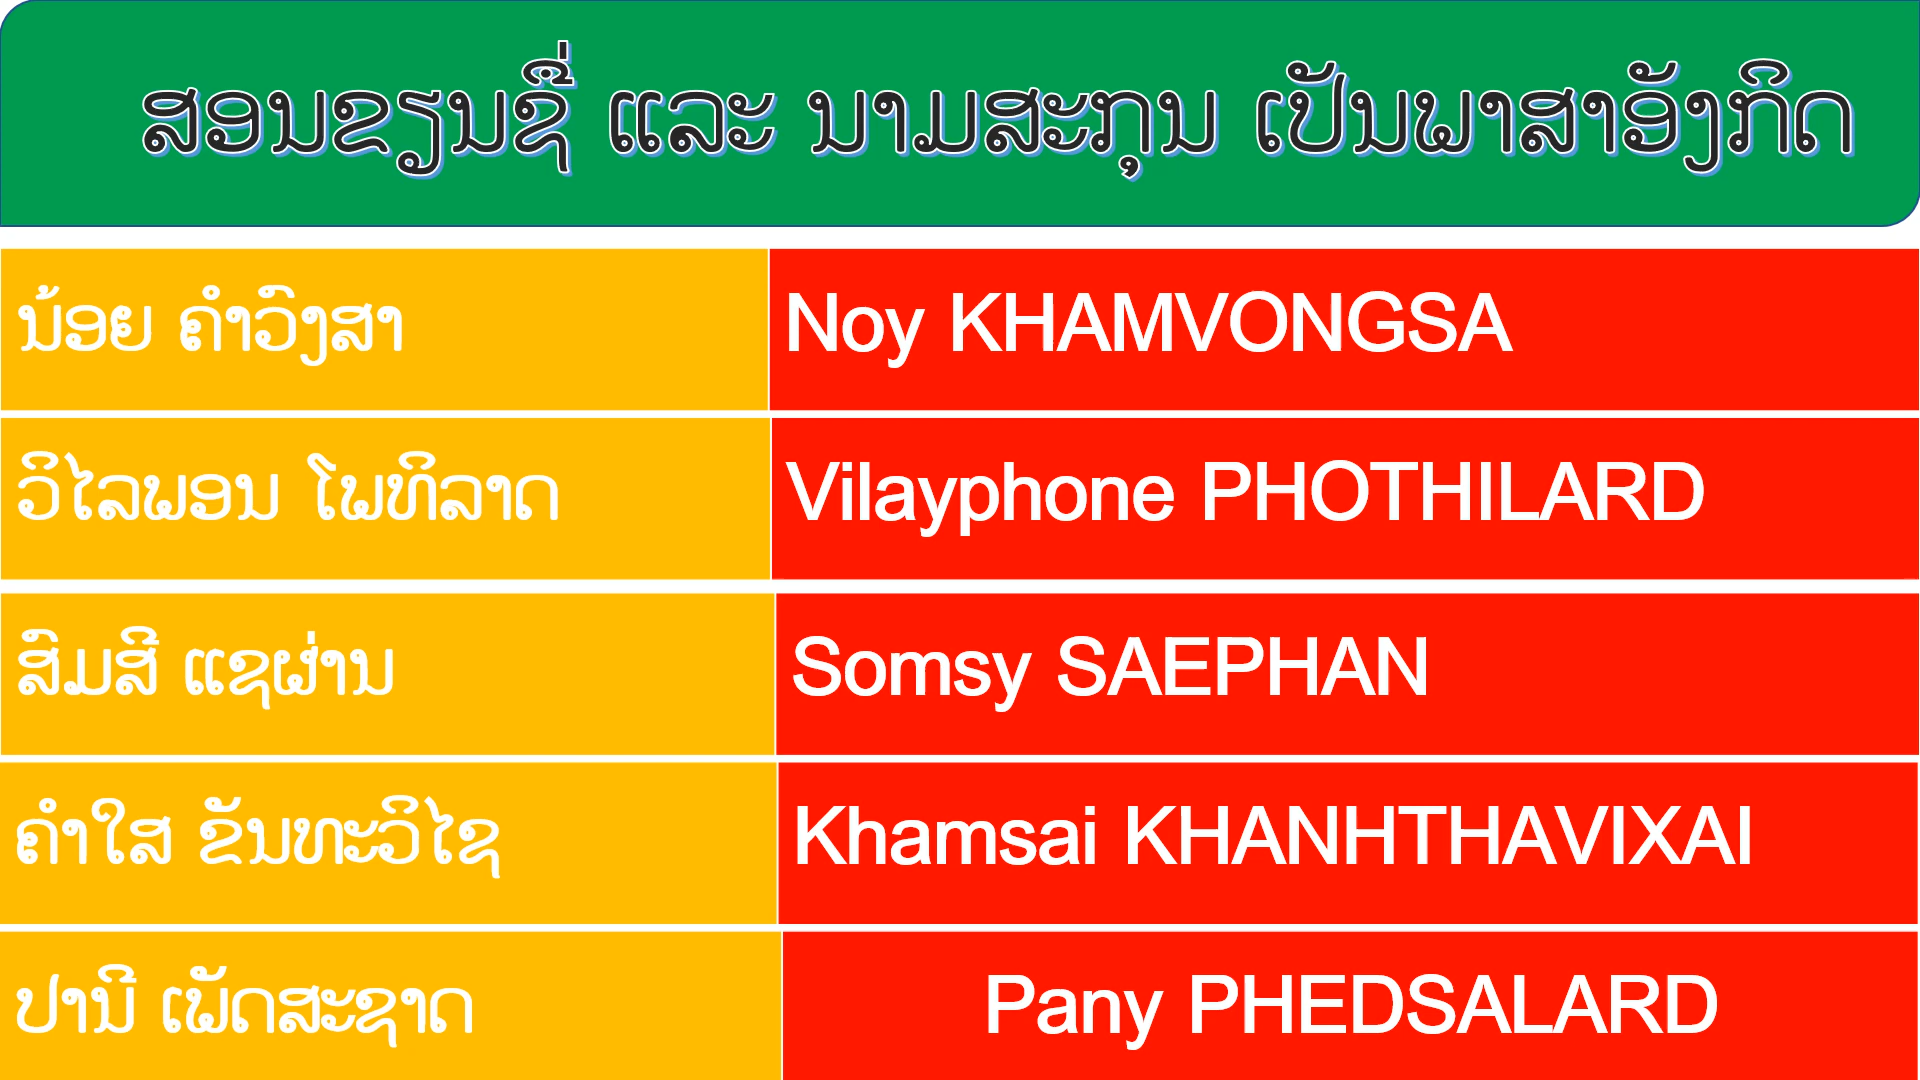 ສອນຂຽນຊື່ ແລະ ນາມສະກຸນ ເປັນພາສາອັງກິດ
ນ້ອຍ ຄຳວົງສາ
Noy KHAMVONGSA
ວິໄລພອນ ໂພທິລາດ
Vilayphone PHOTHILARD
ສົມສີ ແຊຜ່ານ
Somsy SAEPHAN
ຄຳໃສ ຂັນທະວິໄຊ
Khamsai KHANHTHAVIXAI
ປານີ ເພັດສະຊາດ
Pany PHEDSALARD